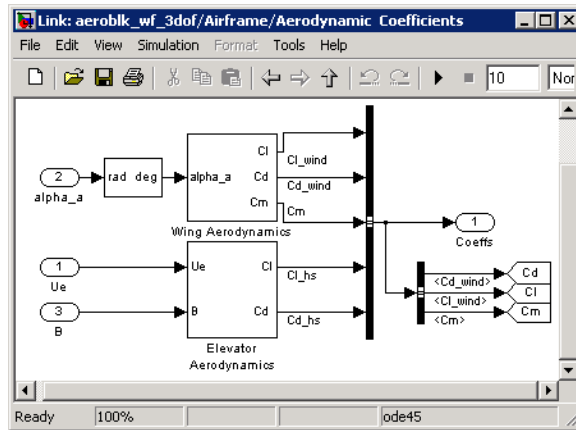 Link: aeroblk_wf_3dof/Airframe/Aerodynamic Coefficients
File Edit View Simulation Format Tools Help
10 Nor
2
alpha_a
rad deg
alpha_a
Cl
Cd
Cm
Wing Aerodynamics
Cl_wind
Cd_wind
Cm
1
Ue
3
B
Ue
B
Cl
Cd
Elevator
Aerodynamics
Cl_hs
Cd_hs
1
Coeffs
<Cd_wind>
<Cl_wind>
<Cm>
Cd
Cl
Cm
Ready 100% ode45